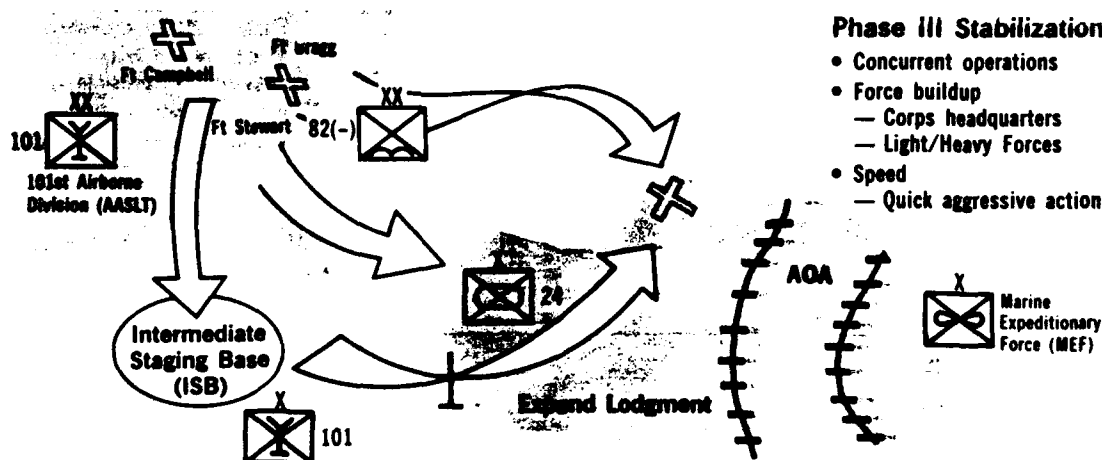 Phase III Stabilization
• Concurrent operations
• Force buildup
— Corps headquarters
— Light/Heavy Forces
• Speed
— Quick aggressive action
Ft Campbell
Ft Bragg
Ft Stewart
XX
101
101st Airborne
Division (AASLT)
XX
82(-)
X
24
Intermediate
Staging Base
(ISB)
X
101
Expand Lodgment
AOA
X
Marine
Expeditionary
Force (MEF)